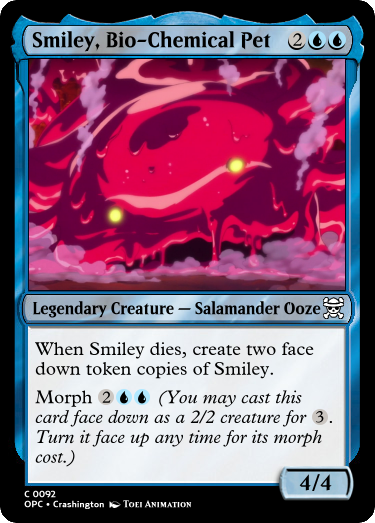 Smiley, Bio-Chemical Pet 2
Legendary Creature — Salamander Ooze
When Smiley dies, create two face
down token copies of Smiley.
Morph 2 (You may cast this
card face down as a 2/2 creature for 3.
Turn it face up any time for its morph
cost.)
4/4
C 0092
OPC • Crashington TOEI ANIMATION